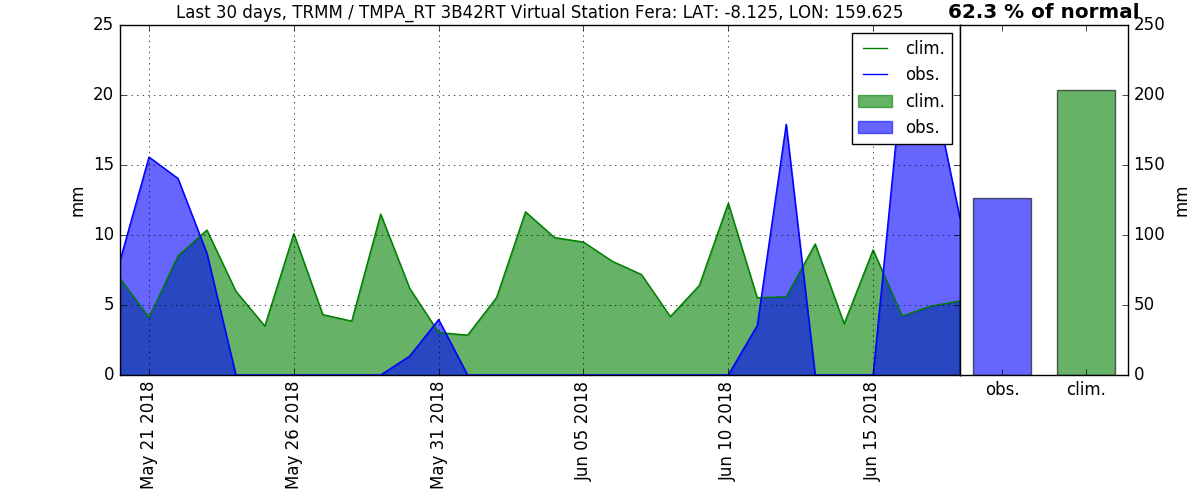 Last 30 days, TRMM / TMPA_RT 3B42RT Virtual Station Fera: LAT: -8.125, LON: 159.625
62.3 % of normal
25
20
15
10
5
0
mm
clim.
obs.
clim.
obs.
250
200
150
100
50
0
mm
May 21 2018
May 26 2018
May 31 2018
Jun 05 2018
Jun 10 2018
Jun 15 2018
obs.
clim.